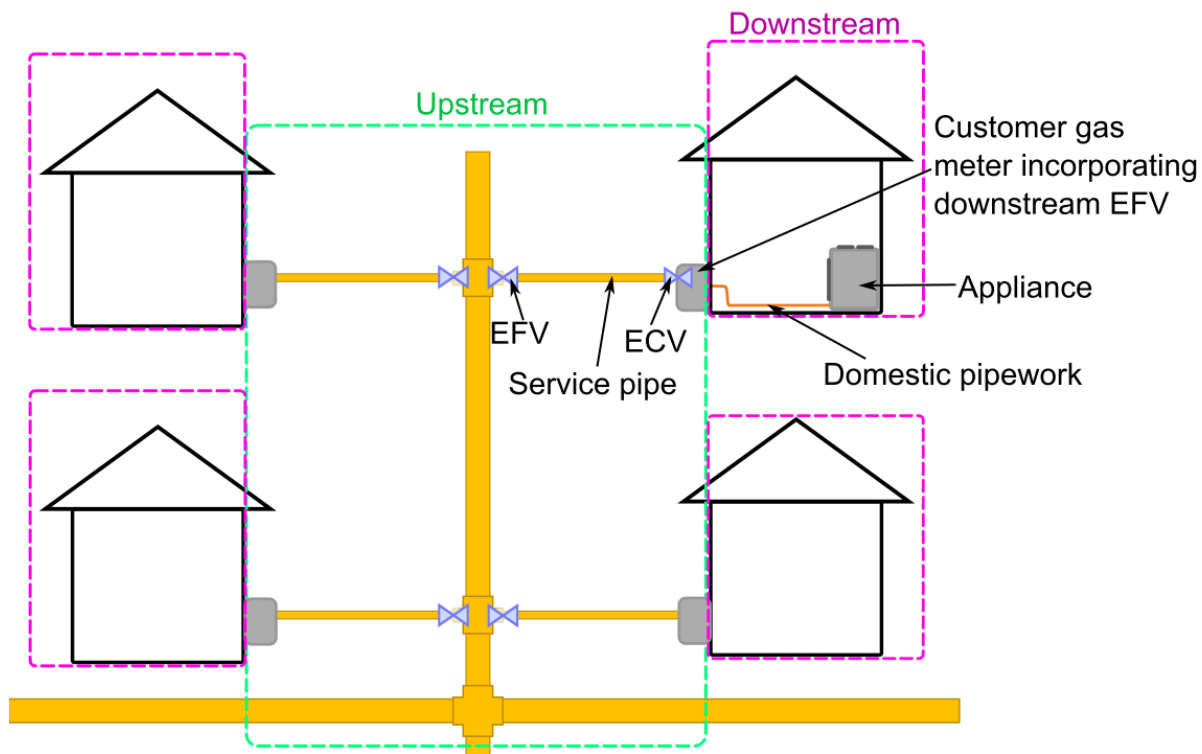 Downstream
Upstream
Customer gas
meter incorporating
downstream EFV
Appliance
EFV
ECV
Service pipe
Domestic pipework